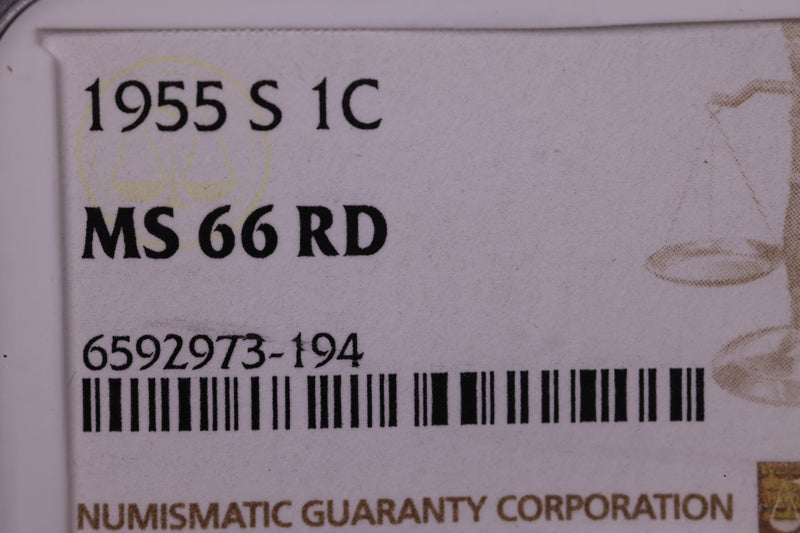 1955 S 1C
MS 66 RD
6592973-194
NUMISMATIC GUARANTY CORPORATION